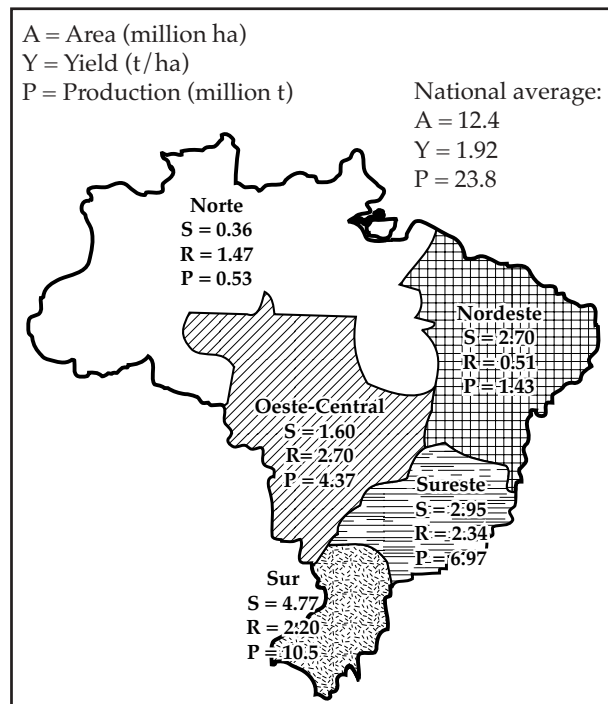 A = Area (million ha)
Y = Yield (t/ha)
P = Production (million t)
National average:
A = 12.4
Y = 1.92
P = 23.8
Norte
S = 0.36
R = 1.47
P = 0.53
Nordeste
S = 2.70
R = 0.51
P = 1.43
Oeste-Central
S = 1.60
R= 2.70
P = 4.37
Sureste
S = 2.95
R = 2.34
P = 6.97
Sur
S = 4.77
R = 2.20
P = 10.5